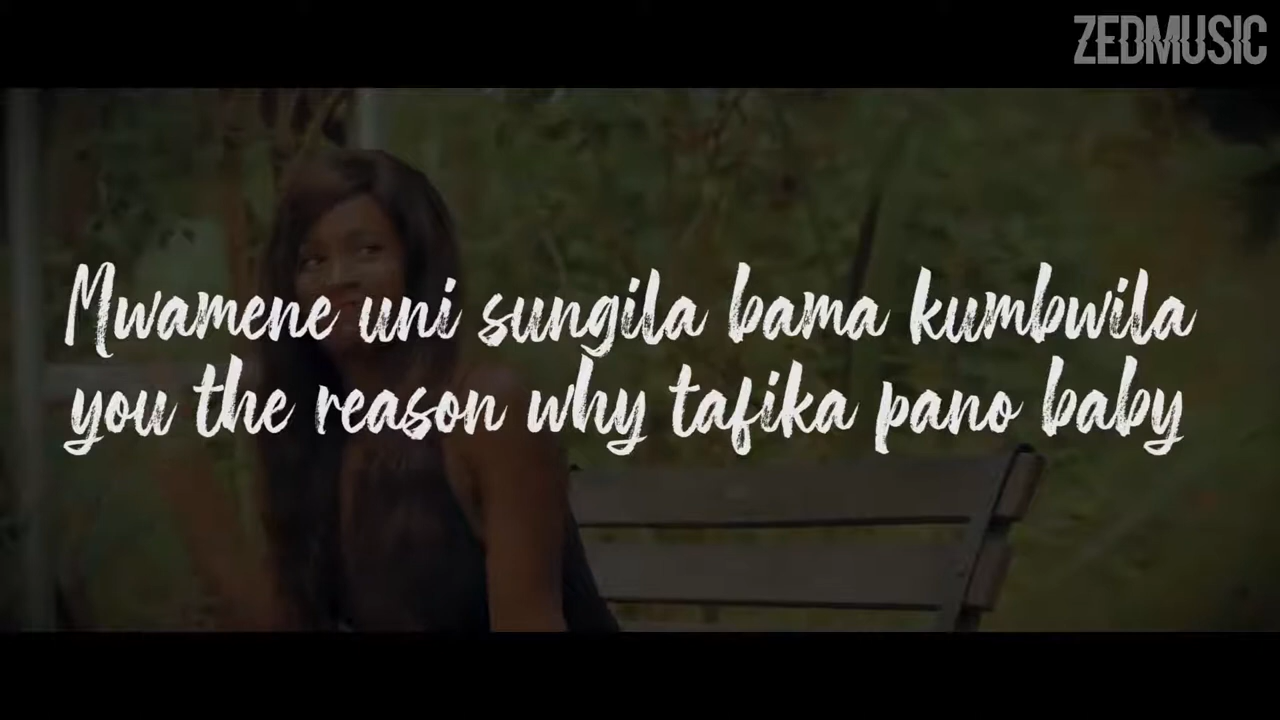 ZEDMUSIC
Mwamene uni sungila bama kumbwila
you the reason why tafika pano baby